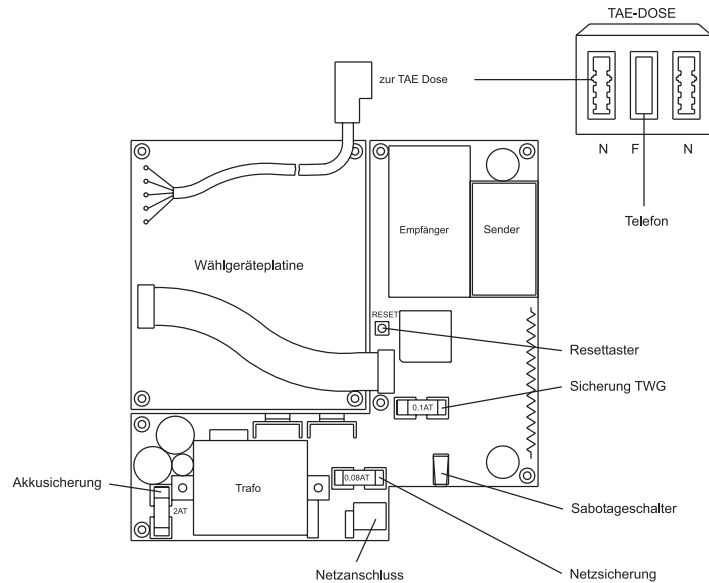 TAE-DOSE
zur TAE Dose
N F N
Telefon
Empfänger
Sender
Wählgeräteplatine
RESET
Resettaster
Sicherung TWG
0,1AT
Akkusicherung
Trafo
0,08AT
2AT
Sabotageschalter
Netzanschluss
Netzsicherung